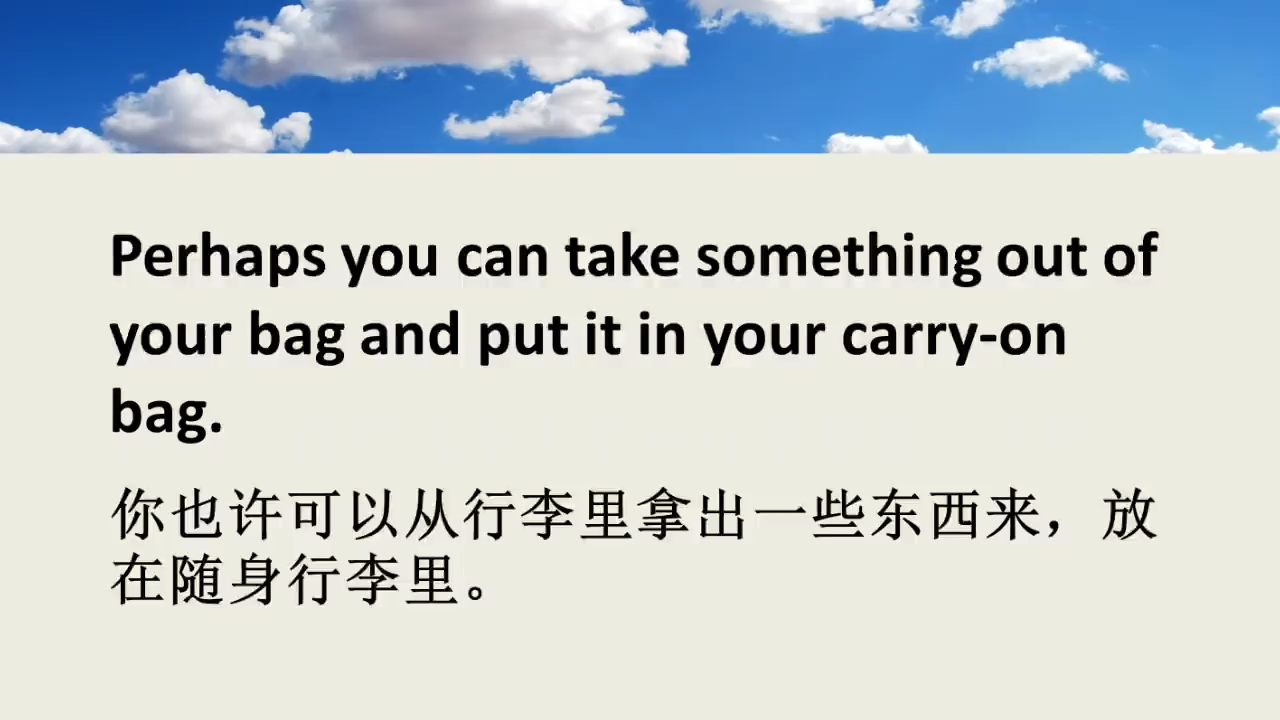 Perhaps you can take something out of
your bag and put it in your carry-on
bag.
你也许可以从行李里拿出一些东西来，放
在随身行李里。